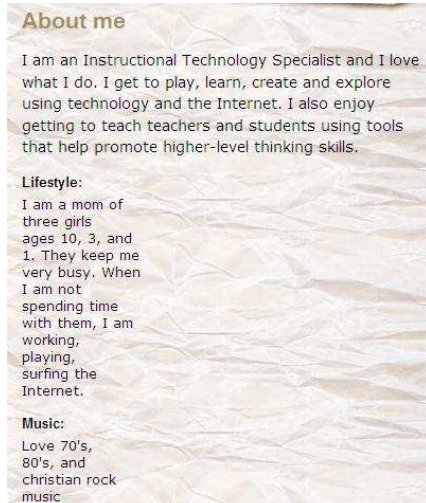 About me
I am an Instructional Technology Specialist and I love
what I do. I get to play, learn, create and explore
using technology and the Internet. I also enjoy
getting to teach teachers and students using tools
that help promote higher-level thinking skills.
Lifestyle:
I am a mom of
three girls
ages 10, 3, and
1. They keep me
very busy. When
I am not
spending time
with them, I am
working,
playing,
surfing the
Internet.
Music:
Love 70's,
80's, and
christian rock
music